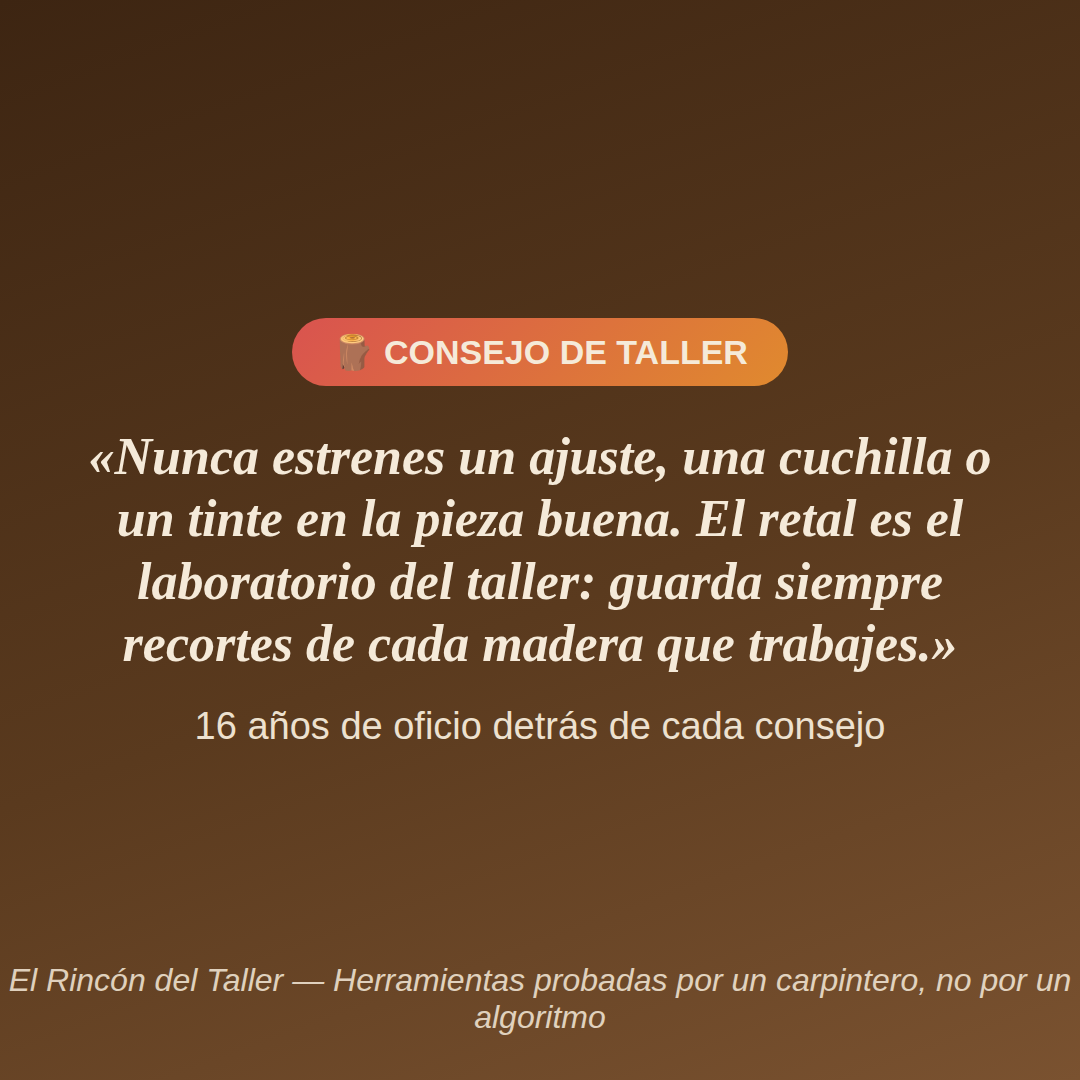 🪵 CONSEJO DE TALLER
«Nunca estrenes un ajuste, una cuchilla o
un tinte en la pieza buena. El retal es el
laboratorio del taller: guarda siempre
recortes de cada madera que trabajes.»
16 años de oficio detrás de cada consejo
El Rincón del Taller — Herramientas probadas por un carpintero, no por un
algoritmo